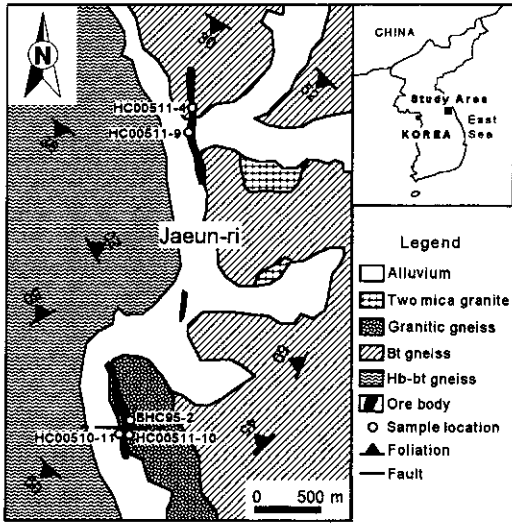 N
30
52
HC00511-4
HC00511-9
Jaeun-ri
BHC95-2
HC00510-11
HC00511-10
0 500 m
CHINA
Study Area
KOREA
East
Sea
Legend
Alluvium
Two mica granite
Granitic gneiss
Bt gneiss
Hb-bt gneiss
Ore body
Sample location
Foliation
Fault